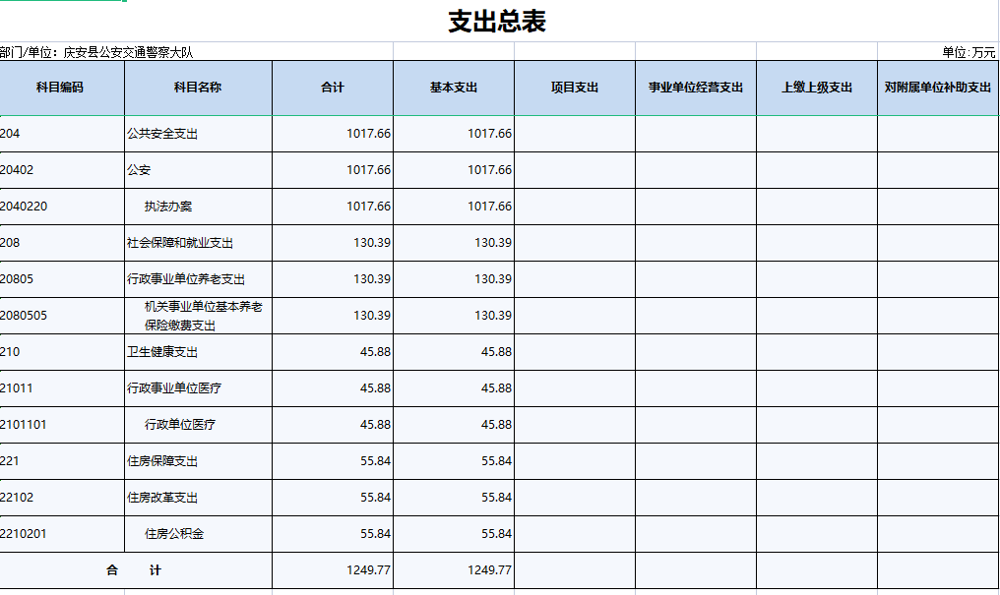 支出总表
部门/单位：庆安县公安交通警察大队 单位:万元
科目编码 科目名称 合计 基本支出 项目支出 事业单位经营支出 上缴上级支出 对附属单位补助支出
204 公共安全支出 1017.66 1017.66
20402 公安 1017.66 1017.66
2040220 执法办案 1017.66 1017.66
208 社会保障和就业支出 130.39 130.39
20805 行政事业单位养老支出 130.39 130.39
2080505 机关事业单位基本养老 130.39 130.39
保险缴费支出
210 卫生健康支出 45.88 45.88
21011 行政事业单位医疗 45.88 45.88
2101101 行政单位医疗 45.88 45.88
221 住房保障支出 55.84 55.84
22102 住房改革支出 55.84 55.84
2210201 住房公积金 55.84 55.84
合 计 1249.77 1249.77